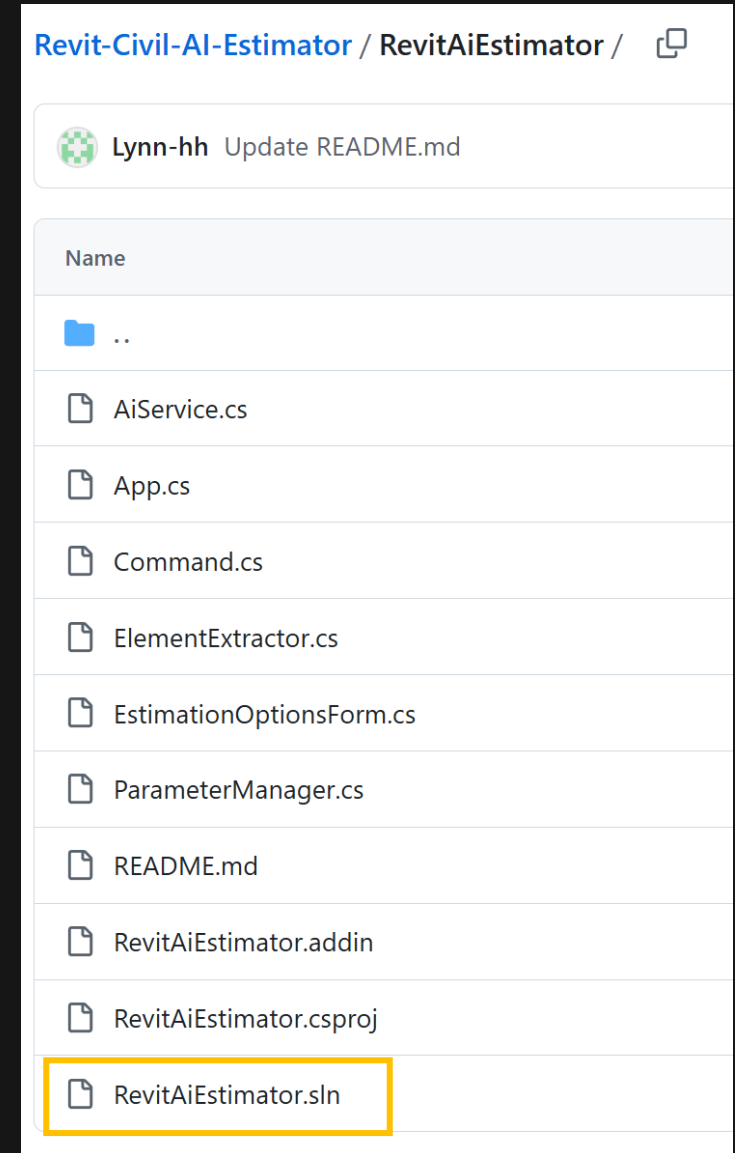 Revit-Civil-AI-Estimator / RevitAiEstimator /
Lynn-hh Update README.md
Name
..
AiService.cs
App.cs
Command.cs
ElementExtractor.cs
EstimationOptionsForm.cs
ParameterManager.cs
README.md
RevitAiEstimator.addin
RevitAiEstimator.csproj
RevitAiEstimator.sln